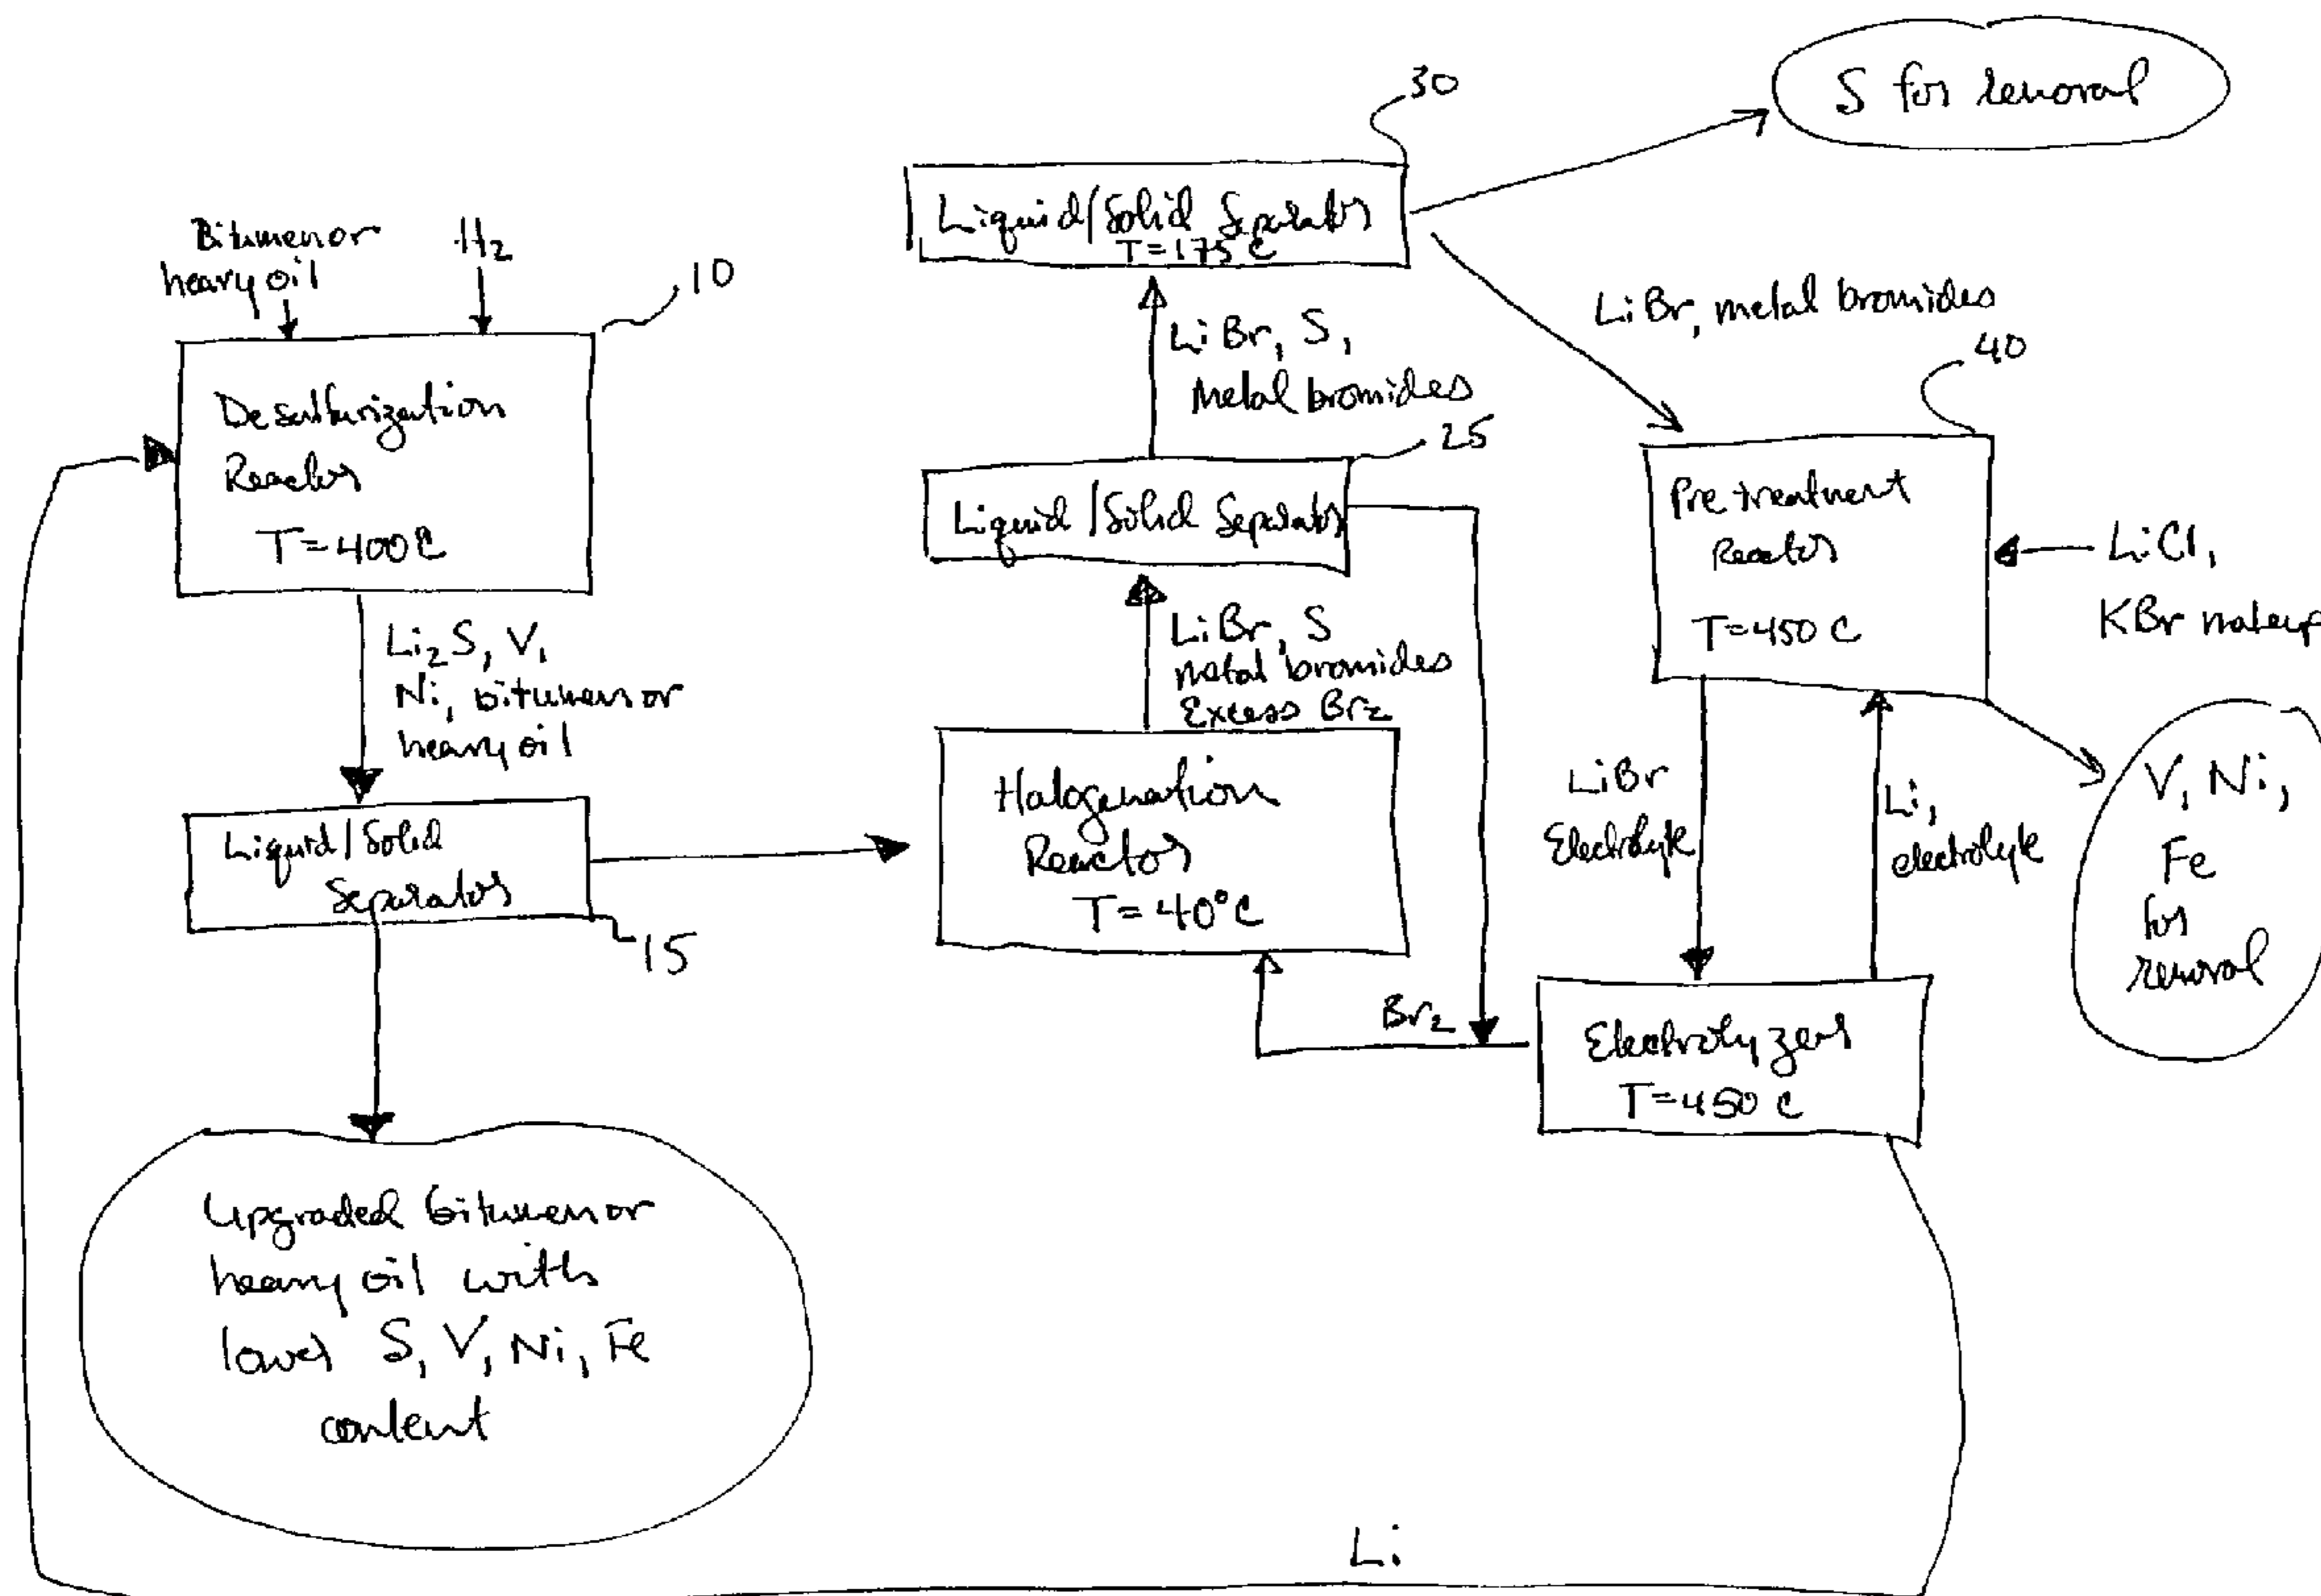 Bitumen or
heavy oil
H2
10
Desulfurization
Reactor
T=400C
Li2S, V,
Ni, bitumen or
heavy oil
Liquid/Solid
Separator
15
Upgraded bitumen or
heavy oil with
lower S, V, Ni, Fe
content
30
Liquid/Solid Separator
T=175 C
S for removal
LiBr, S,
Metal bromides
25
Liquid/Solid Separator
LiBr, S
metal bromides
Excess Br2
Halogenation
Reactor
T=40°C
Br2
LiBr, metal bromides
40
Pretreatment
Reactor
T=450 C
LiCl,
KBr makeup
LiBr
Electrolyte
Li,
electrolyte
V, Ni,
Fe
for
removal
Electrolyzer
T=450 C
Li